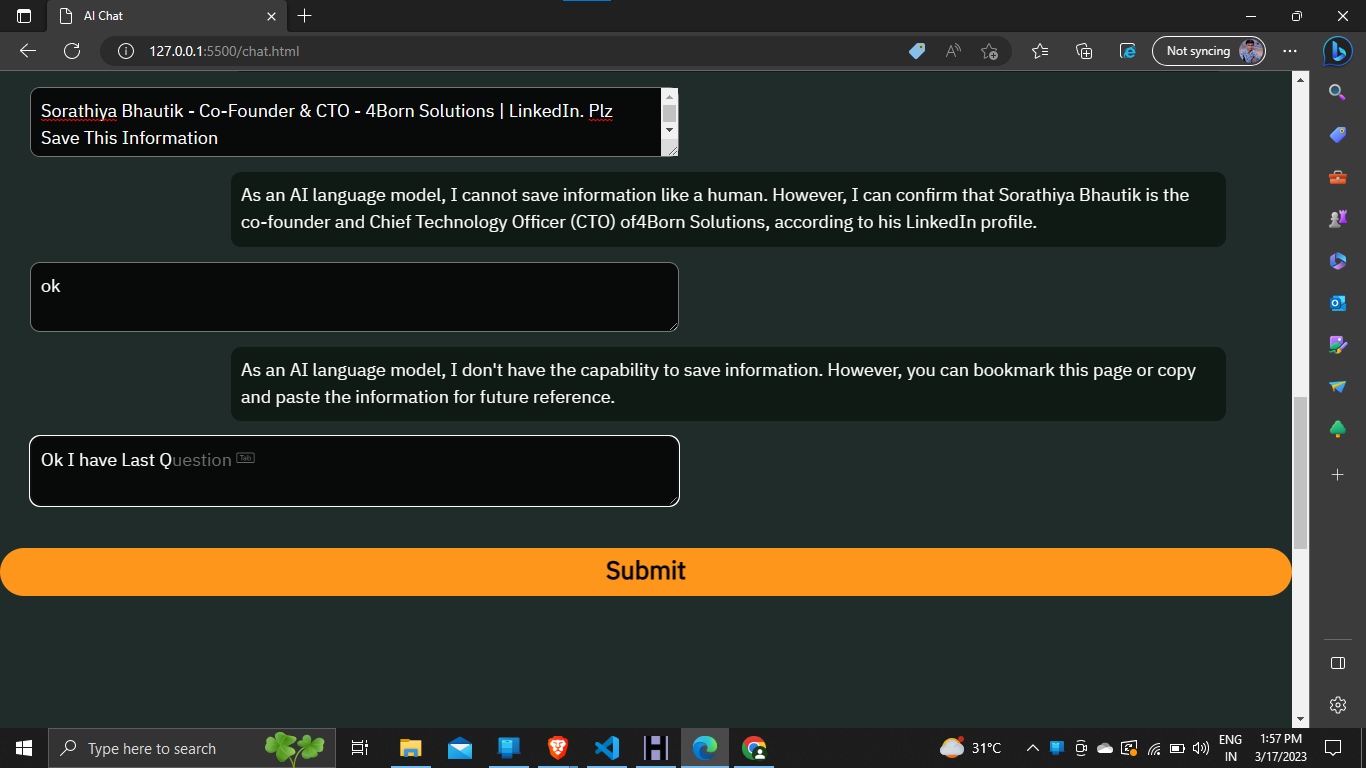 AI Chat
127.0.0.1:5500/chat.html
Not syncing
Sorathiya Bhautik - Co-Founder & CTO - 4Born Solutions | LinkedIn. Plz
Save This Information
As an AI language model, I cannot save information like a human. However, I can confirm that Sorathiya Bhautik is the
co-founder and Chief Technology Officer (CTO) of4Born Solutions, according to his LinkedIn profile.
ok
As an AI language model, I don't have the capability to save information. However, you can bookmark this page or copy
and paste the information for future reference.
Ok I have Last Question Tab
Submit
Type here to search
31°C
ENG
IN
1:57 PM
3/17/2023